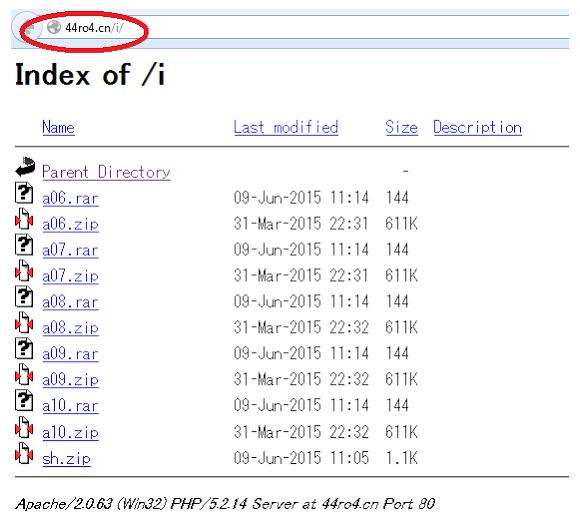 44ro4.cn/i/
Index of /i
Name Last modified Size Description
Parent Directory -
a06.rar 09-Jun-2015 11:14 144
a06.zip 31-Mar-2015 22:31 611K
a07.rar 09-Jun-2015 11:14 144
a07.zip 31-Mar-2015 22:31 611K
a08.rar 09-Jun-2015 11:14 144
a08.zip 31-Mar-2015 22:32 611K
a09.rar 09-Jun-2015 11:14 144
a09.zip 31-Mar-2015 22:32 611K
a10.rar 09-Jun-2015 11:14 144
a10.zip 31-Mar-2015 22:32 611K
sh.zip 09-Jun-2015 11:05 1.1K
Apache/2.0.63 (Win32) PHP/5.2.14 Server at 44ro4.cn Port 80